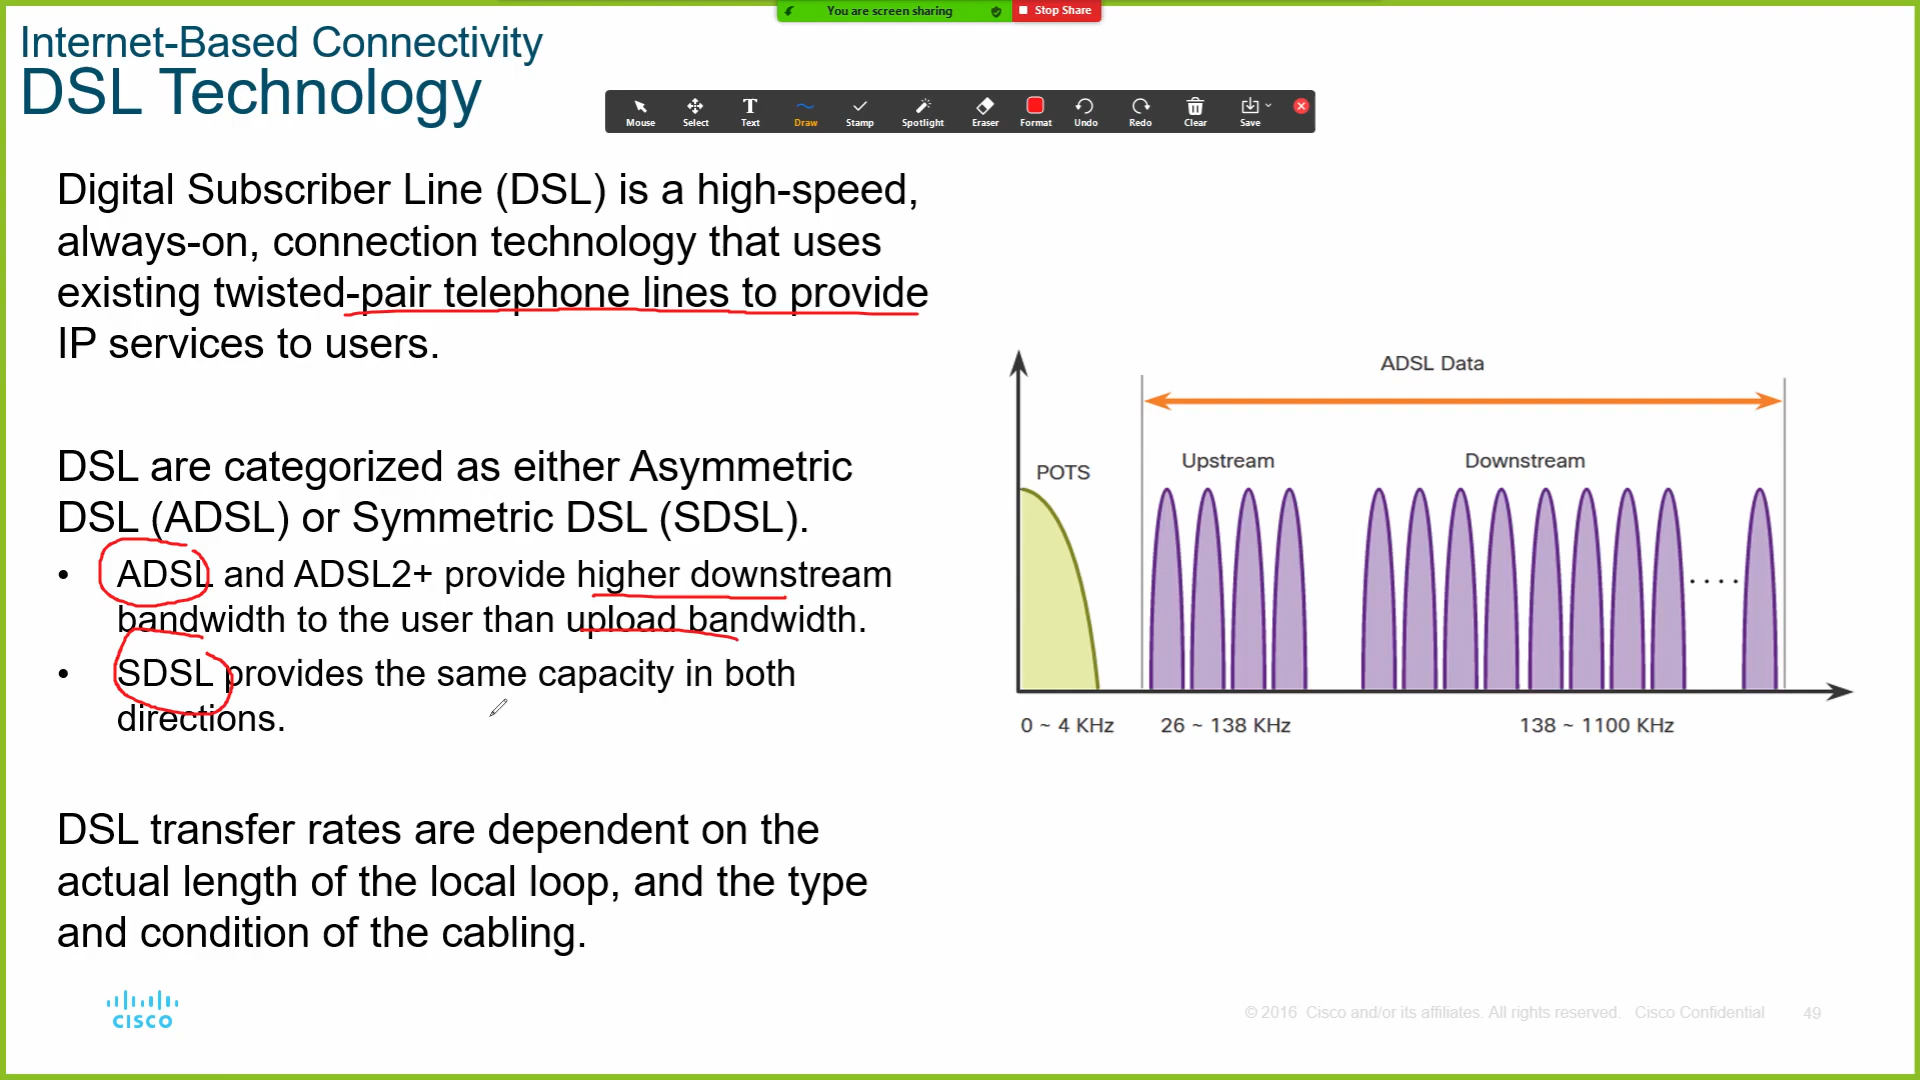 You are screen sharing
Stop Share
Internet-Based Connectivity
DSL Technology
Mouse Select Text Draw Stamp Spotlight Eraser Format Undo Redo Clear Save
Digital Subscriber Line (DSL) is a high-speed,
always-on, connection technology that uses
existing twisted-pair telephone lines to provide
IP services to users.
DSL are categorized as either Asymmetric
DSL (ADSL) or Symmetric DSL (SDSL).
• ADSL and ADSL2+ provide higher downstream
bandwidth to the user than upload bandwidth.
• SDSL provides the same capacity in both
directions.
DSL transfer rates are dependent on the
actual length of the local loop, and the type
and condition of the cabling.
ADSL Data
POTS
Upstream
Downstream
. . . .
0 ~ 4 KHz
26 ~ 138 KHz
138 ~ 1100 KHz
CISCO
© 2016 Cisco and/or its affiliates. All rights reserved. Cisco Confidential
49